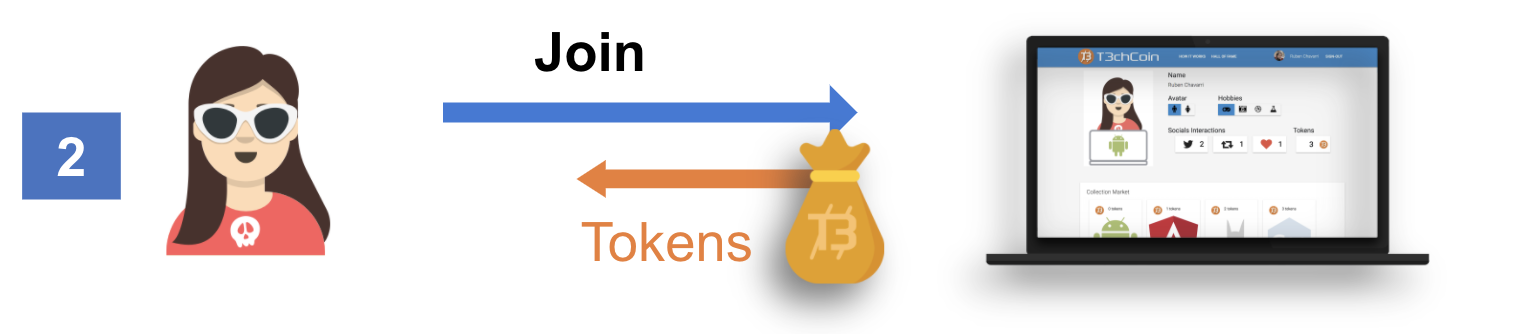 2
Join
Tokens
T3
T3chCoin
HOW IT WORKS HALL OF FAME
Ruben Chavarri SIGN OUT
Name
Ruben Chavarri
Avatar
Hobbies
Socials Interactions
Tokens
2
1
1
3
Collection Market
0 tokens
1 tokens
2 tokens
3 tokens